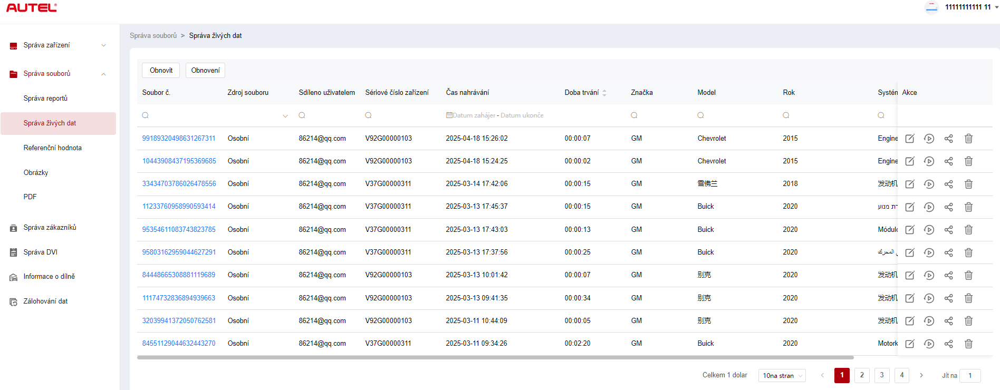 AUTEL
11111111111 11
Správa zařízení
Správa souborů
Správa reportů
Správa živých dat
Referenční hodnota
Obrázky
PDF
Správa zákazníků
Správa DVI
Informace o dílně
Zálohování dat
Správa souborů > Správa živých dat
Obnovit Obnovení
Soubor č. Zdroj souboru Sdíleno uživatelem Sériové číslo zařízení Čas nahrávání Doba trvání Značka Model Rok Systém Akce
Datum zahájer - Datum ukonče
99189320498631267311 Osobní 86214@qq.com V92G00000103 2025-04-18 15:26:02 00:00:07 GM Chevrolet 2015 Engine
10443908437195369685 Osobní 86214@qq.com V92G00000103 2025-04-18 15:24:25 00:00:02 GM Chevrolet 2015 Engine
33434703786026478556 Osobní 86214@qq.com V37G00000311 2025-03-14 17:42:06 00:00:15 GM 雪佛兰 2018 发动机
11233760958990593414 Osobní 86214@qq.com V37G00000311 2025-03-13 17:45:37 00:00:15 GM Buick 2020 רת מנוע
95354611083743823785 Osobní 86214@qq.com V37G00000311 2025-03-13 17:43:03 00:00:13 GM Buick 2020 Módulo
95803162959044627291 Osobní 86214@qq.com V37G00000311 2025-03-13 17:37:56 00:00:25 GM Buick 2020 المحرك
84448665308881119689 Osobní 86214@qq.com V92G00000103 2025-03-13 10:01:42 00:00:07 GM 别克 2020 发动机
11174732836894939663 Osobní 86214@qq.com V92G00000103 2025-03-13 09:41:35 00:00:34 GM 别克 2020 发动机
32039941372050762581 Osobní 86214@qq.com V92G00000103 2025-03-11 10:44:09 00:00:05 GM 别克 2020 发动机
84551129044632443270 Osobní 86214@qq.com V37G00000311 2025-03-11 09:34:26 00:02:20 GM Buick 2020 Motork
Celkem 1 dolar 10na stran 1 2 3 4 Jít na 1